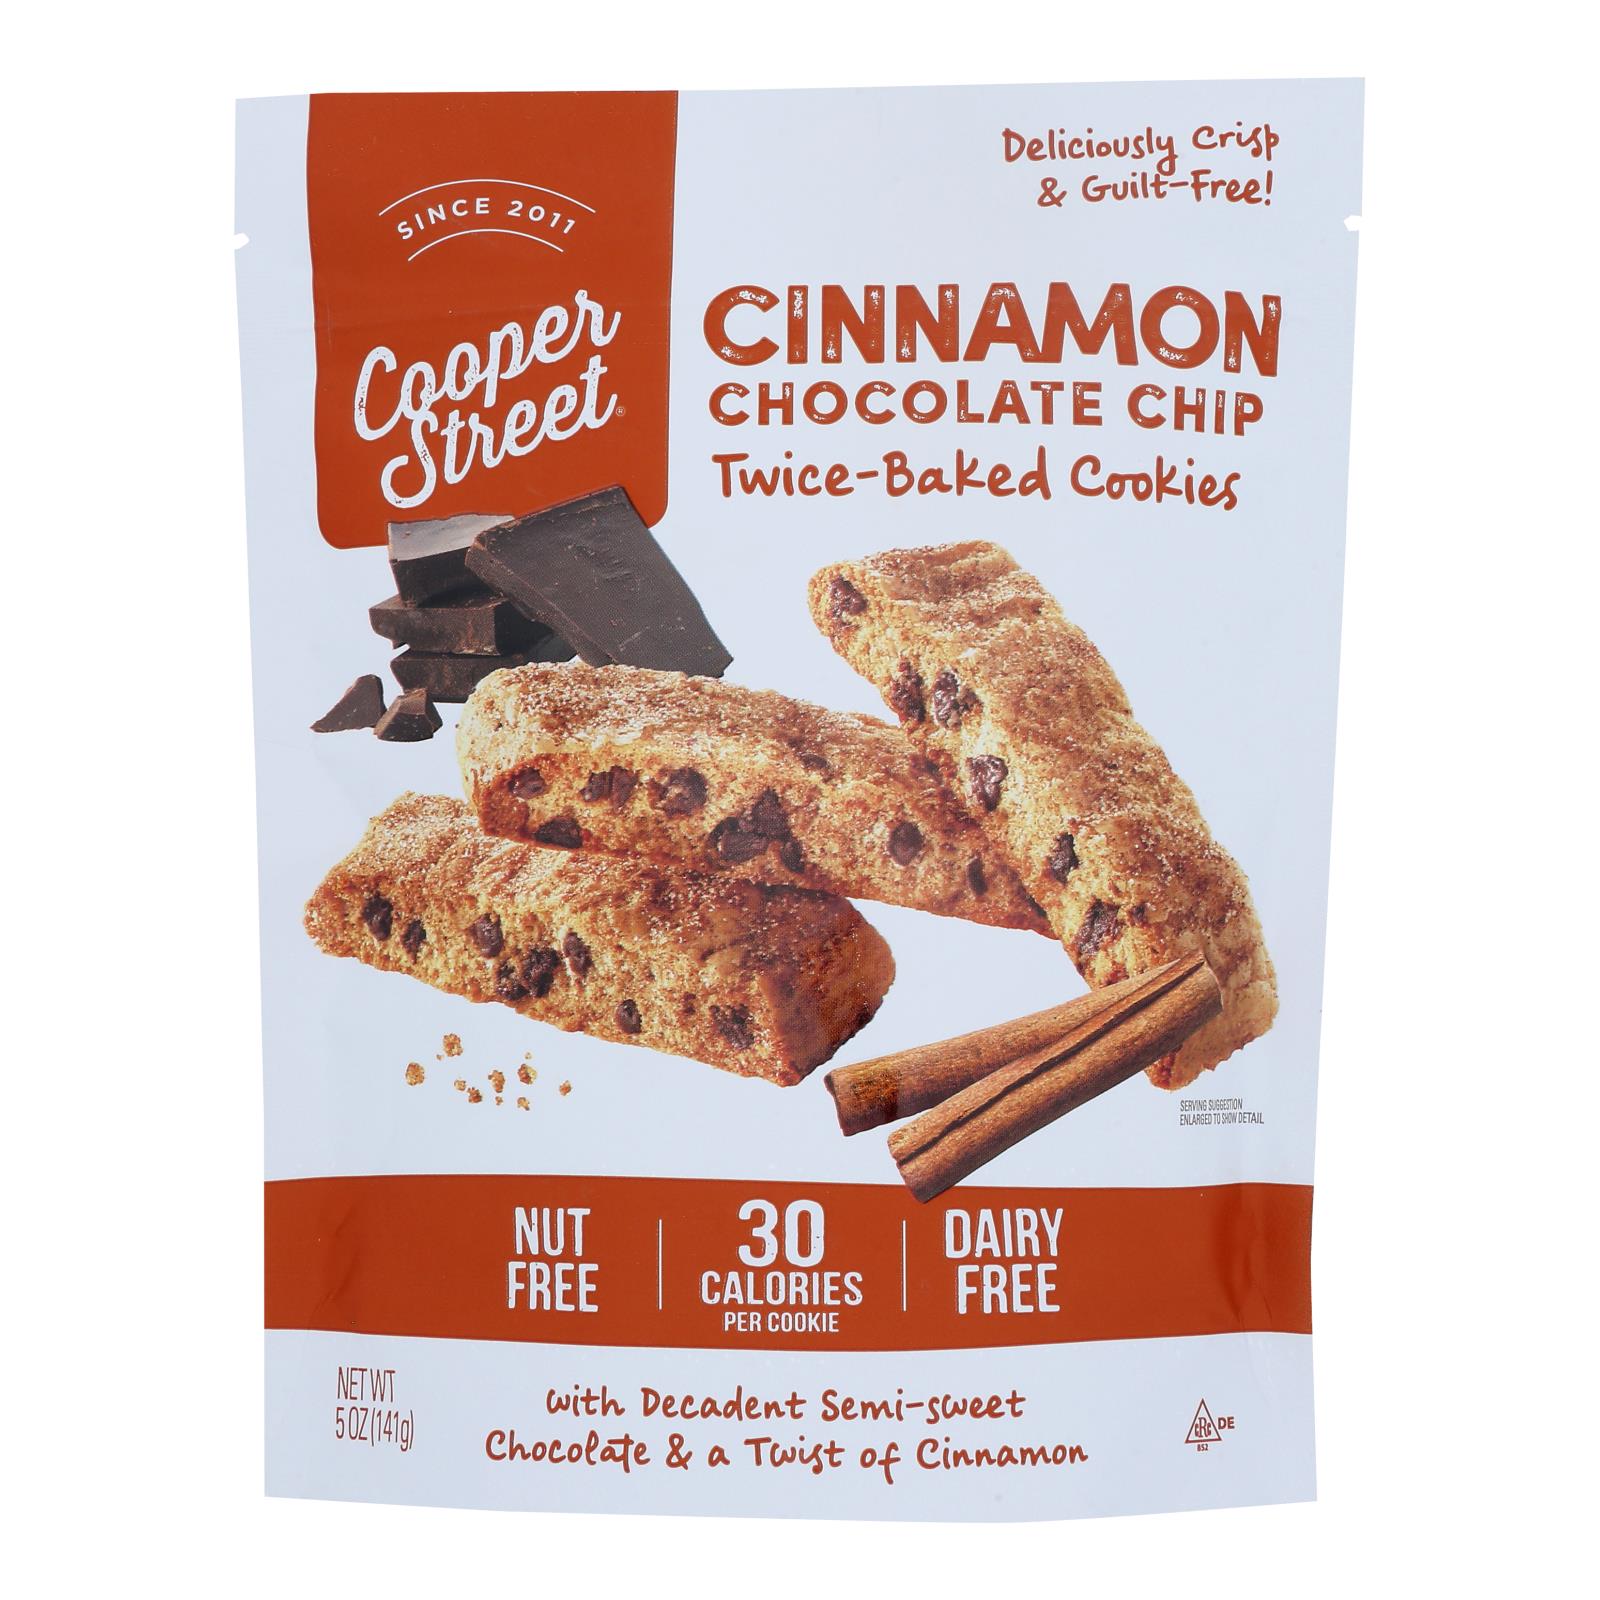 SINCE 2011
Cooper
Street®
Deliciously Crisp
& Guilt-Free!
CINNAMON
CHOCOLATE CHIP
Twice-Baked Cookies
SERVING SUGGESTION
ENLARGED TO SHOW DETAIL
NUT
FREE
30
CALORIES
PER COOKIE
DAIRY
FREE
NET WT
5 OZ (141g)
with Decadent Semi-sweet
Chocolate & a Twist of Cinnamon
cRc DE
852